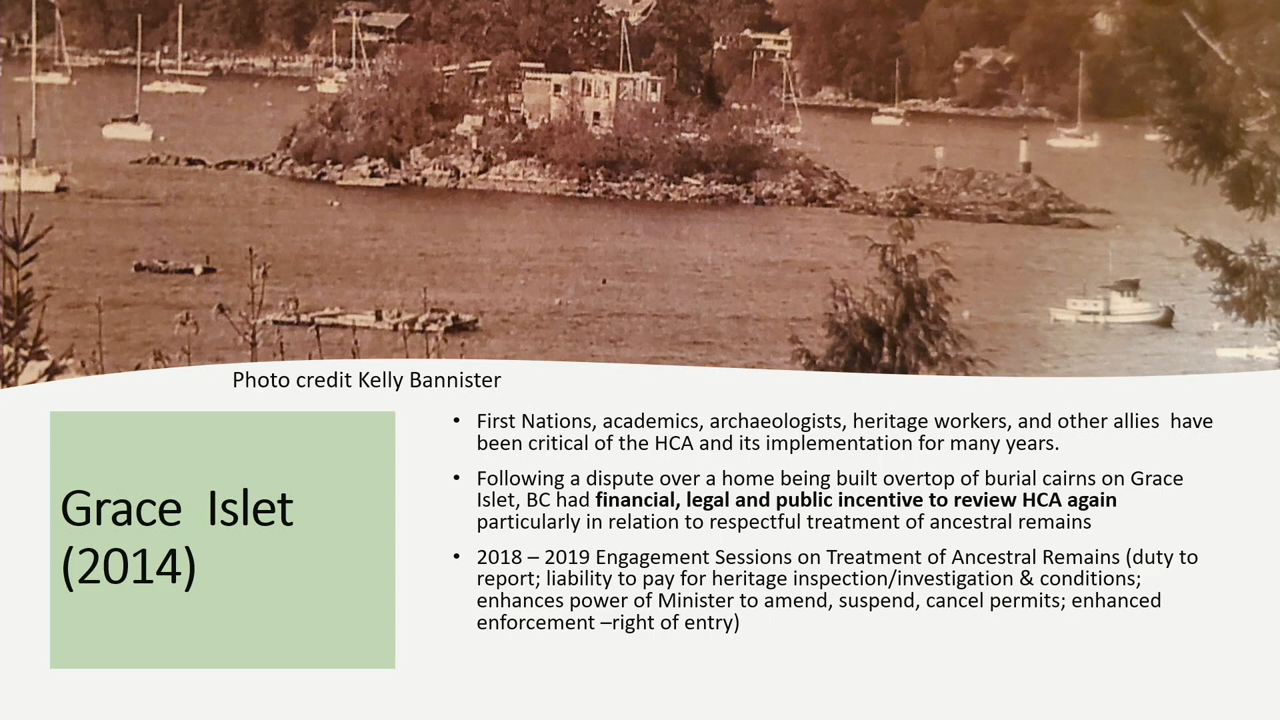 Photo credit Kelly Bannister
Grace  Islet
(2014)
• First Nations, academics, archaeologists, heritage workers, and other allies  have
been critical of the HCA and its implementation for many years.
• Following a dispute over a home being built overtop of burial cairns on Grace
Islet, BC had financial, legal and public incentive to review HCA again
particularly in relation to respectful treatment of ancestral remains
• 2018 – 2019 Engagement Sessions on Treatment of Ancestral Remains (duty to
report; liability to pay for heritage inspection/investigation & conditions;
enhances power of Minister to amend, suspend, cancel permits; enhanced
enforcement –right of entry)